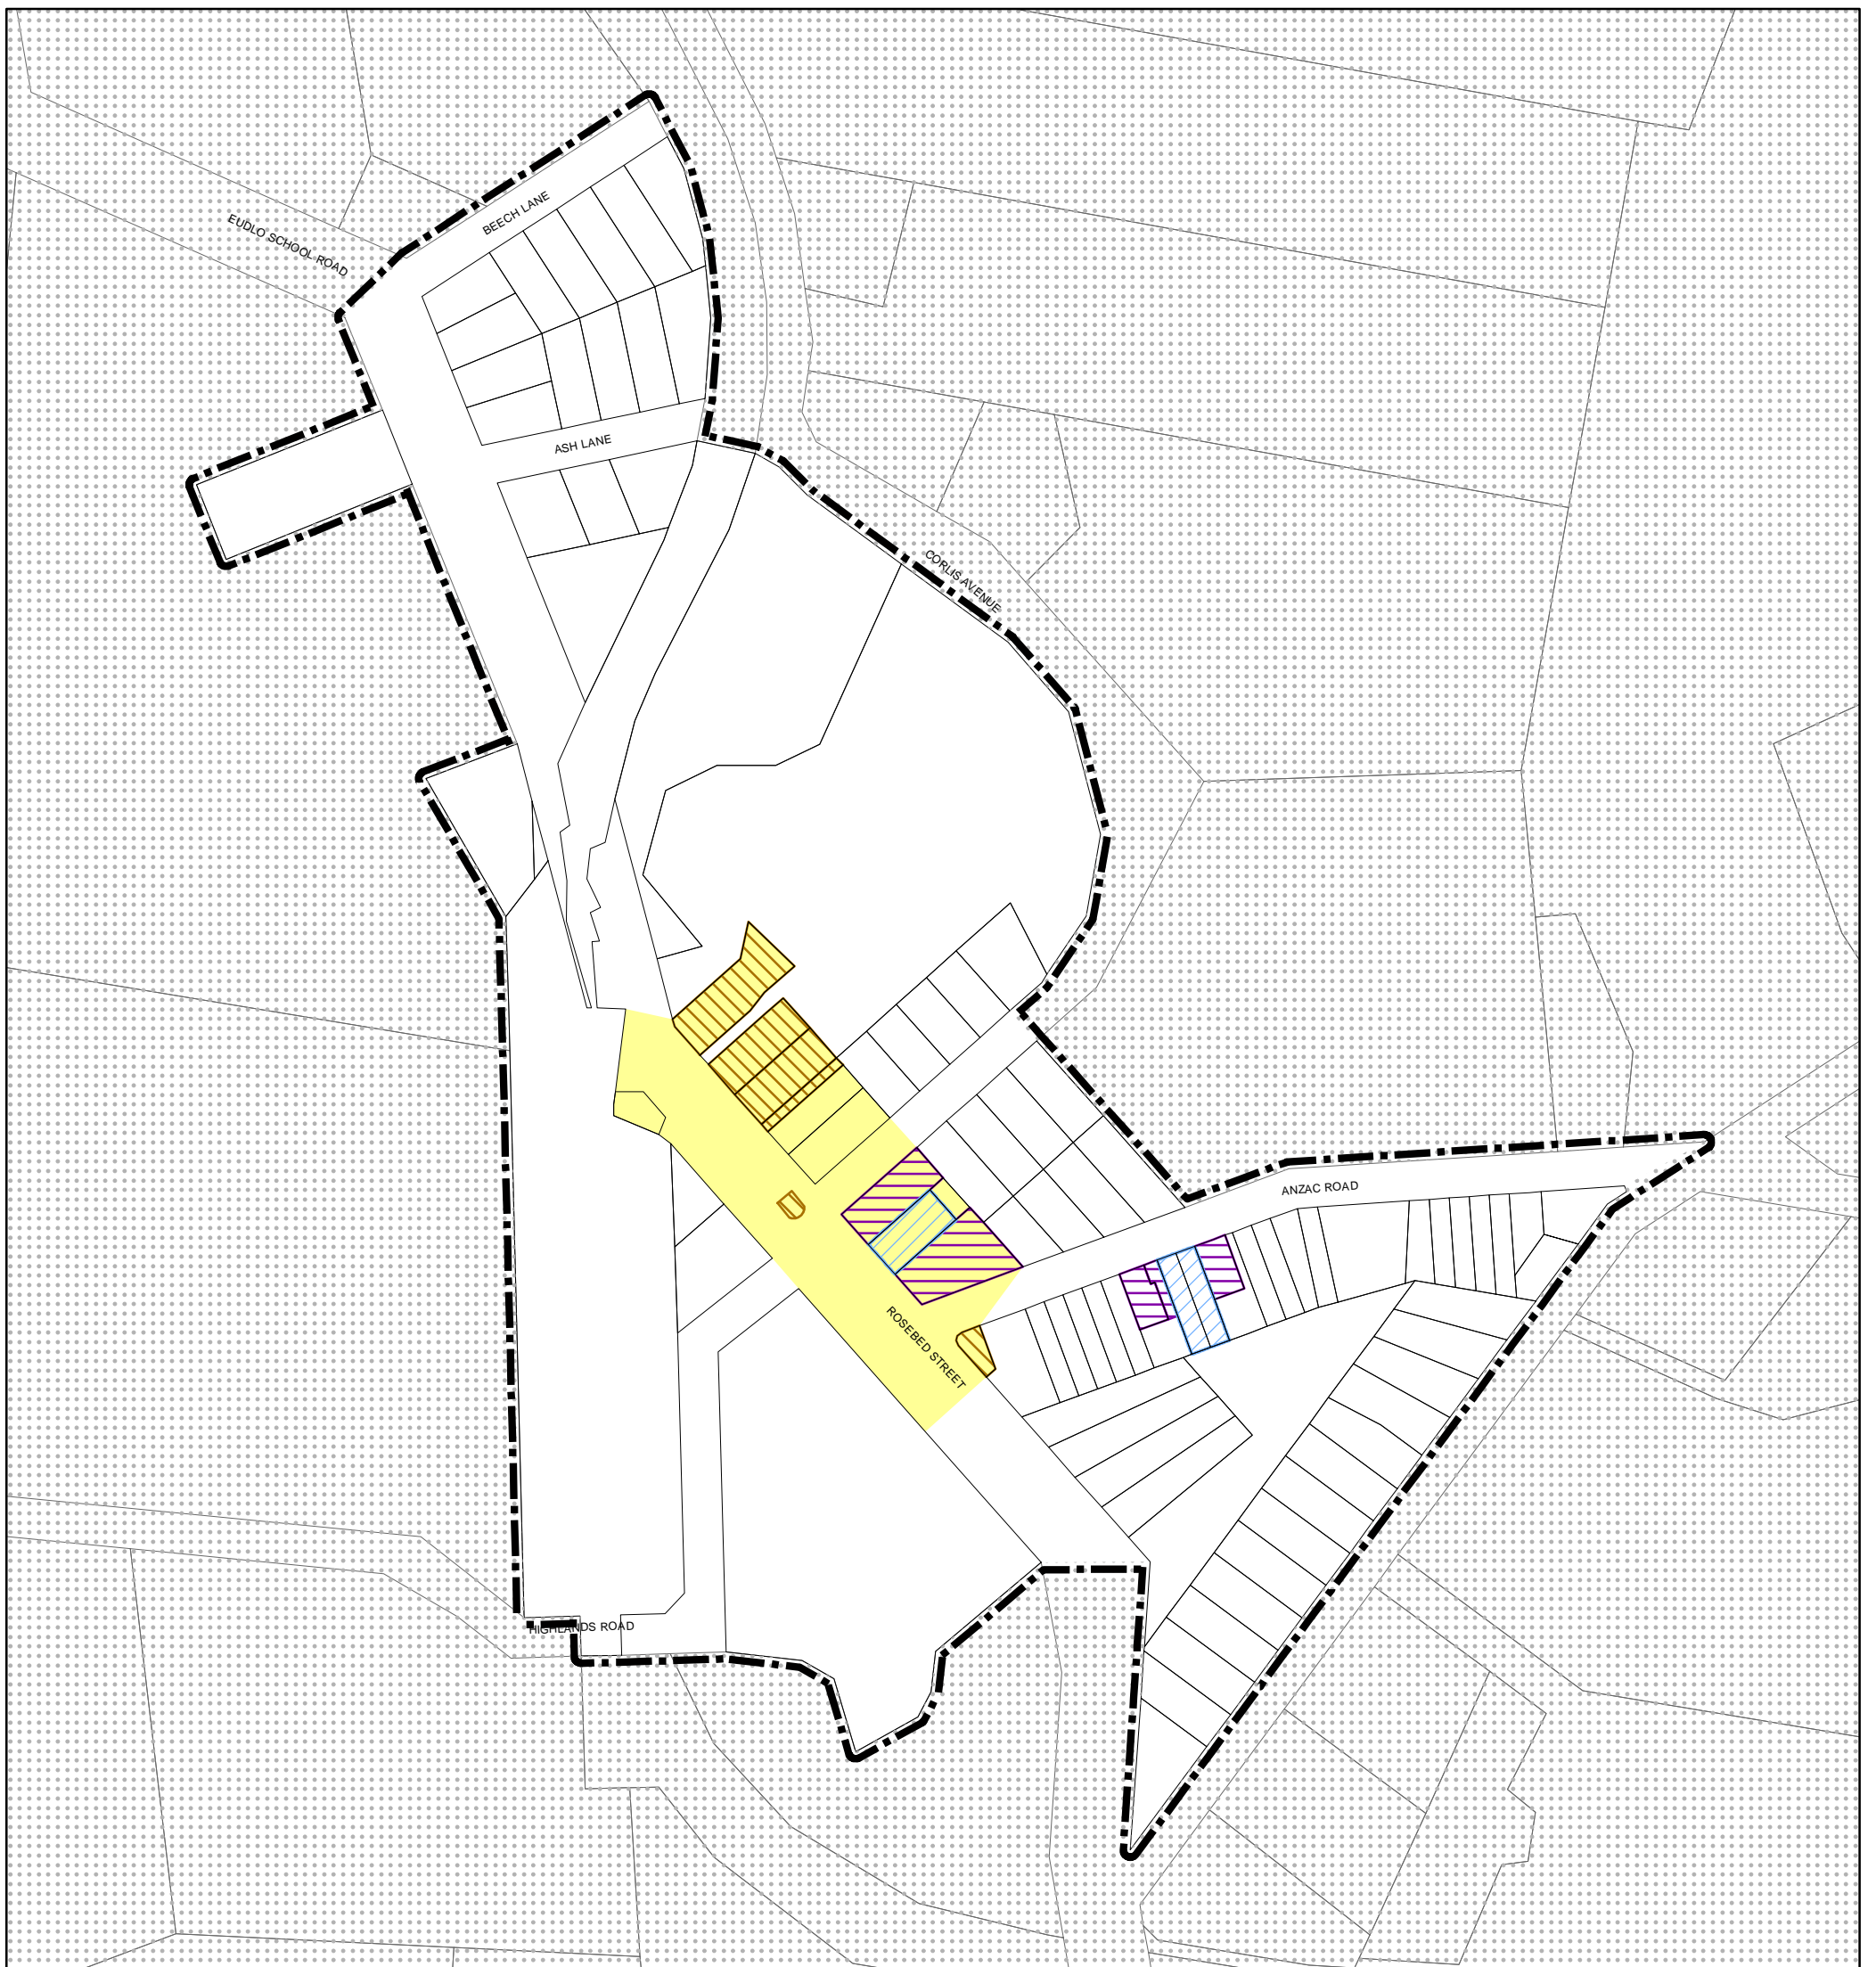 BEECH LANE
EUDLO SCHOOL ROAD
ASH LANE
CORLIS AVENUE
ANZAC ROAD
ROSEBED STREET
HIGHLANDS ROAD